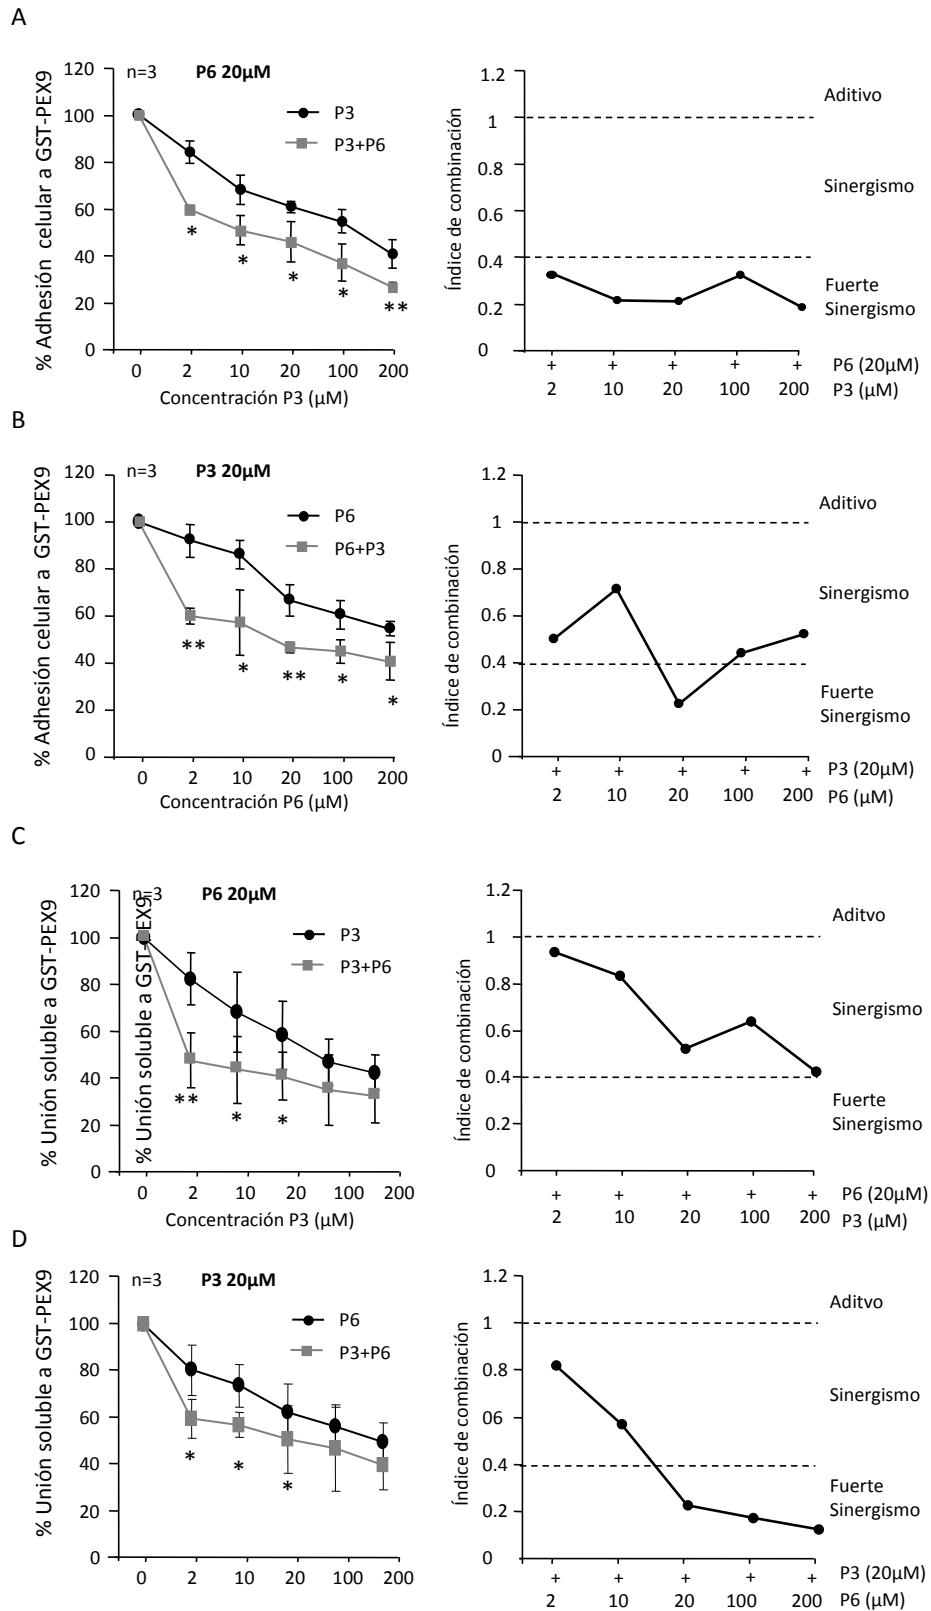 A
% Adhesión celular a GST-PEX9
120
100
80
60
40
20
0
n=3 P6 20µM
P3
P3+P6
*
*
*
*
**
0 2 10 20 100 200
Concentración P3 (µM)
Índice de combinación
1.2
1
0.8
0.6
0.4
0.2
0
Aditivo
Sinergismo
Fuerte
Sinergismo
+ + + + + P6 (20µM)
2 10 20 100 200 P3 (µM)
B
% Adhesión celular a GST-PEX9
120
100
80
60
40
20
0
n=3 P3 20µM
P6
P6+P3
**
*
**
*
*
0 2 10 20 100 200
Concentración P6 (µM)
Índice de combinación
1.2
1
0.8
0.6
0.4
0.2
0
Aditivo
Sinergismo
Fuerte
Sinergismo
+ + + + + P3 (20µM)
2 10 20 100 200 P6 (µM)
C
% Unión soluble a GST-PEX9
% Unión soluble a GST-PEX9
120
100
80
60
40
20
0
n=3 P6 20µM
P3
P3+P6
**
*
*
0 2 10 20 100 200
Concentración P3 (µM)
Índice de combinación
1.2
1
0.8
0.6
0.4
0.2
0
Aditvo
Sinergismo
Fuerte
Sinergismo
+ + + + + P6 (20µM)
2 10 20 100 200 P3 (µM)
D
% Unión soluble a GST-PEX9
120
100
80
60
40
20
0
n=3 P3 20µM
P6
P3+P6
*
*
*
0 2 10 20 100 200
Índice de combinación
1.2
1
0.8
0.6
0.4
0.2
0
Aditvo
Sinergismo
Fuerte
Sinergismo
+ + + + + P3 (20µM)
2 10 20 100 200 P6 (µM)